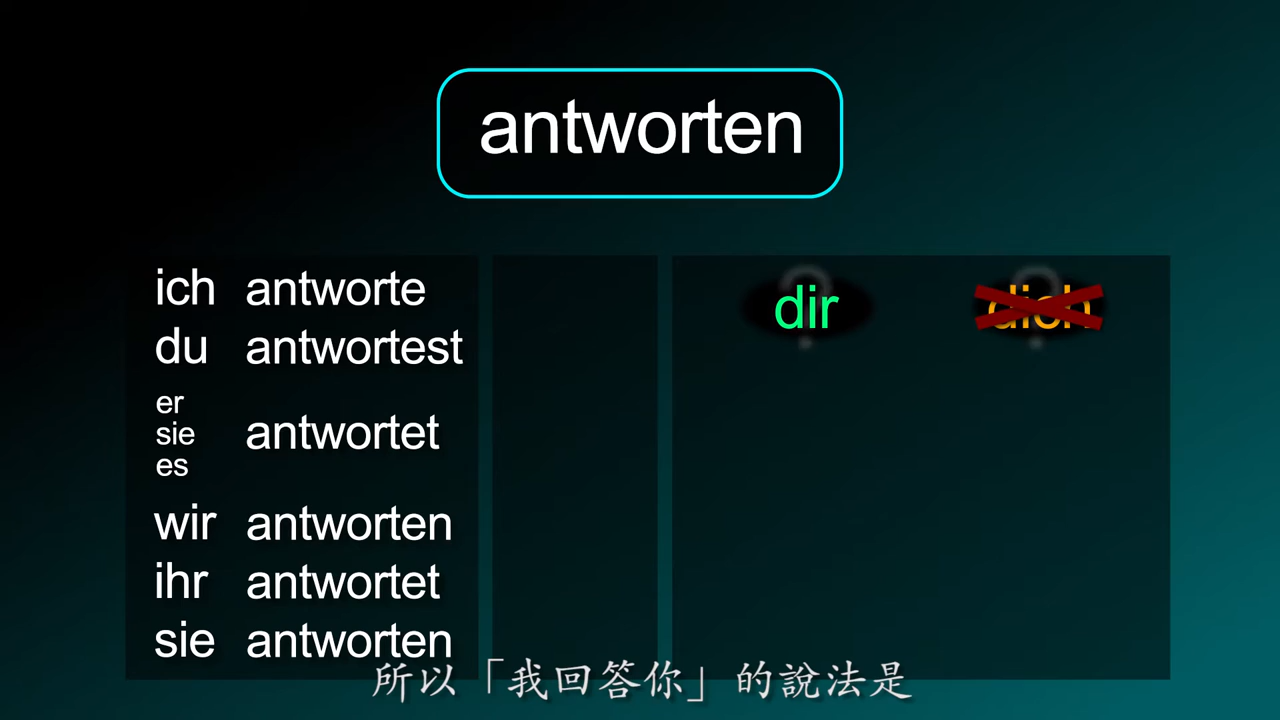 antworten
ich antworte
du antwortest
er
sie antwortet
es
wir antworten
ihr antwortet
sie antworten
dir dich
所以「我回答你」的說法是